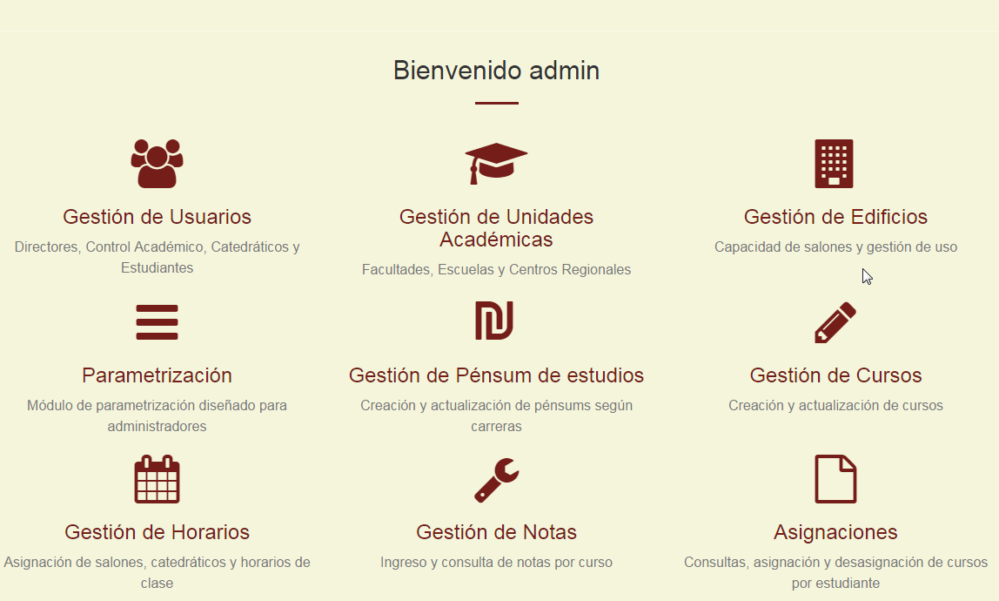 Bienvenido admin
Gestión de Usuarios
Directores, Control Académico, Catedráticos y
Estudiantes
Gestión de Unidades
Académicas
Facultades, Escuelas y Centros Regionales
Gestión de Edificios
Capacidad de salones y gestión de uso
Parametrización
Módulo de parametrización diseñado para
administradores
Gestión de Pénsum de estudios
Creación y actualización de pénsums según
carreras
Gestión de Cursos
Creación y actualización de cursos
Gestión de Horarios
Asignación de salones, catedráticos y horarios de
clase
Gestión de Notas
Ingreso y consulta de notas por curso
Asignaciones
Consultas, asignación y desasignación de cursos
por estudiante